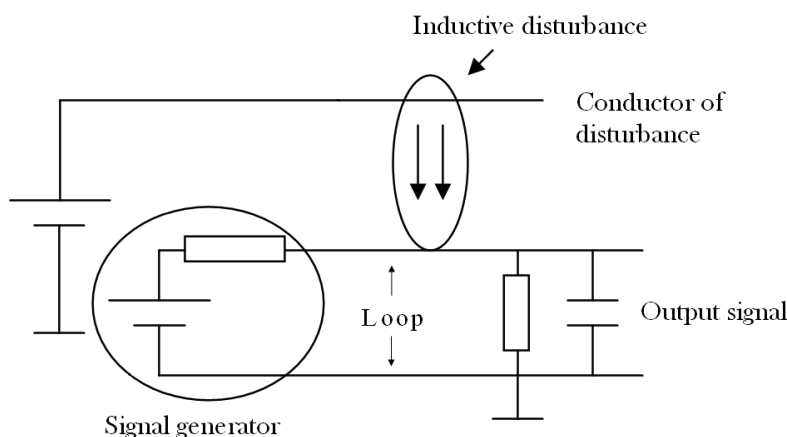 Inductive disturbance
Conductor of
disturbance
Loop
Output signal
Signal generator